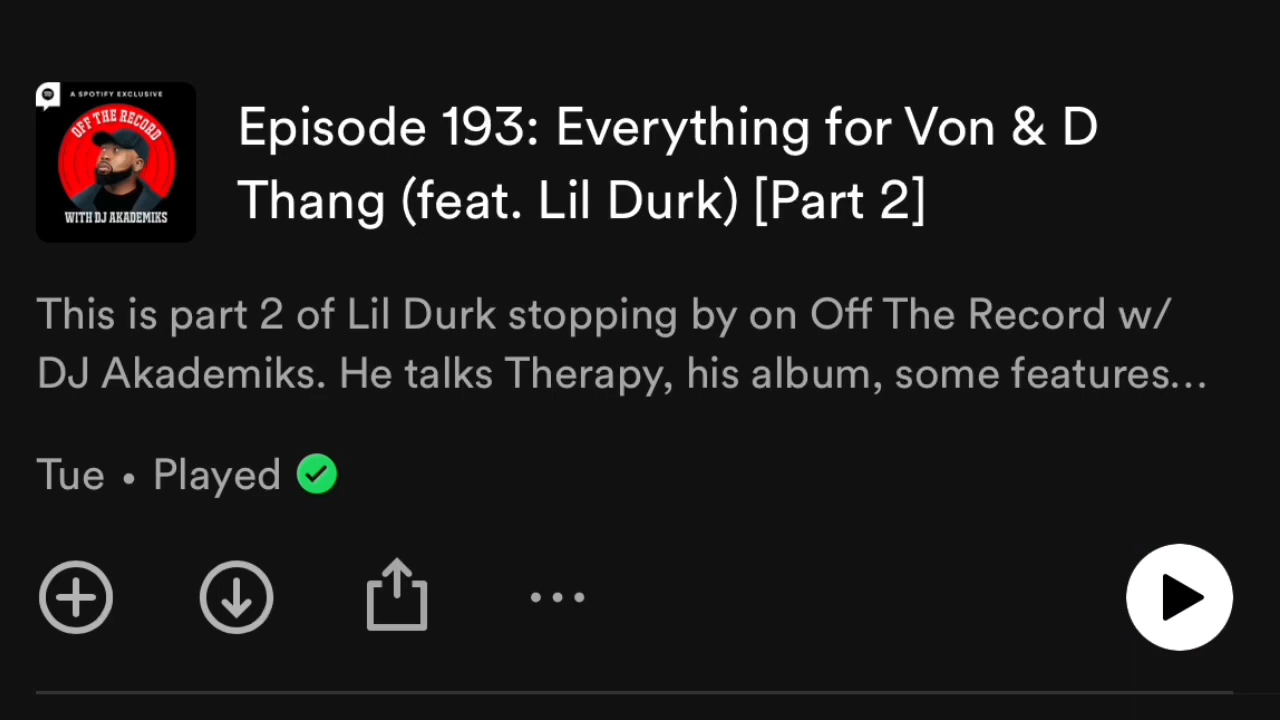 A SPOTIFY EXCLUSIVE
OFF THE RECORD
WITH DJ AKADEMIKS
Episode 193: Everything for Von & D
Thang (feat. Lil Durk) [Part 2]
This is part 2 of Lil Durk stopping by on Off The Record w/
DJ Akademiks. He talks Therapy, his album, some features...
Tue • Played